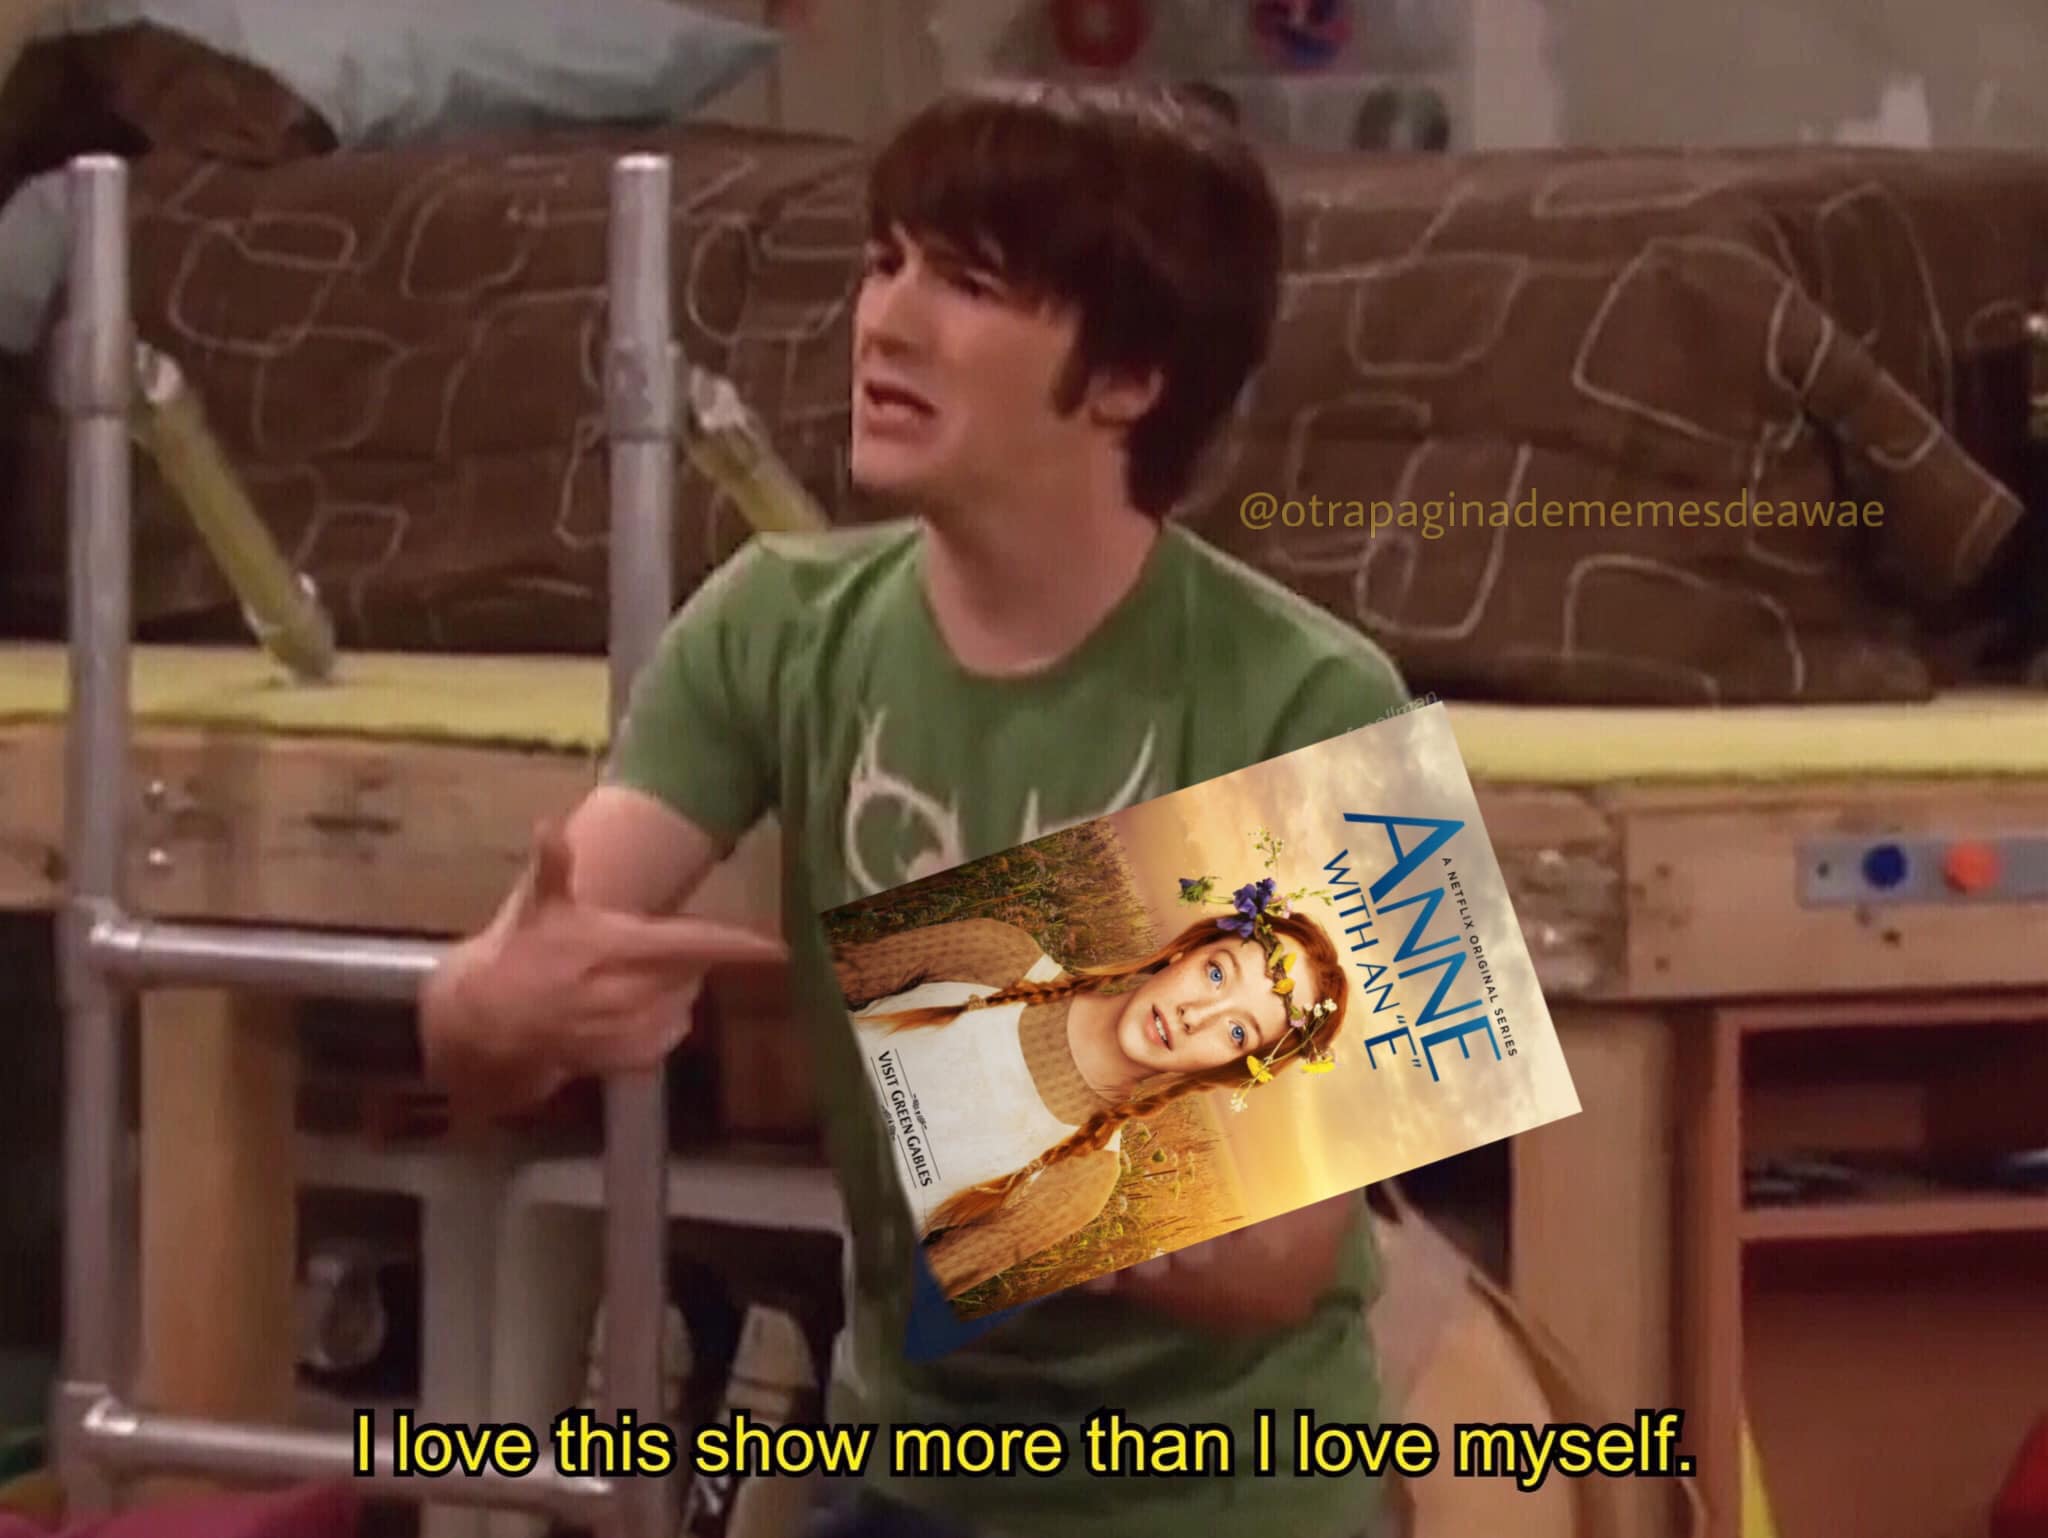 @otrapaginadememesdeawae
A NETFLIX ORIGINAL SERIES
ANNE
WITH AN "E"
VISIT GREEN GABLES
I love this show more than I love myself.